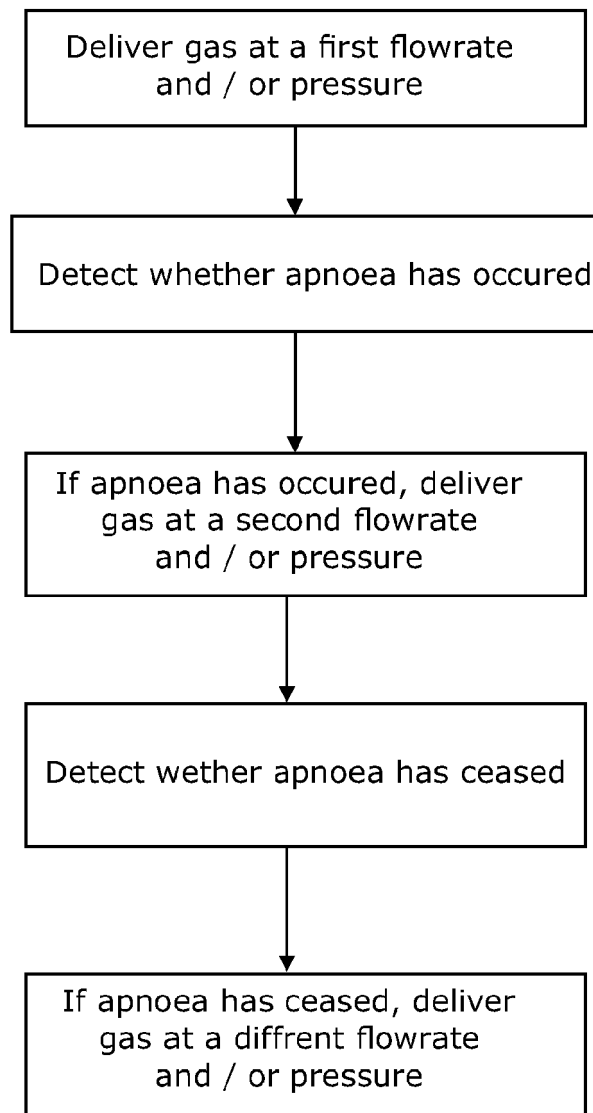 Deliver gas at a first flowrate
and / or pressure
Detect whether apnoea has occured
If apnoea has occured, deliver
gas at a second flowrate
and / or pressure
Detect wether apnoea has ceased
If apnoea has ceased, deliver
gas at a diffrent flowrate
and / or pressure